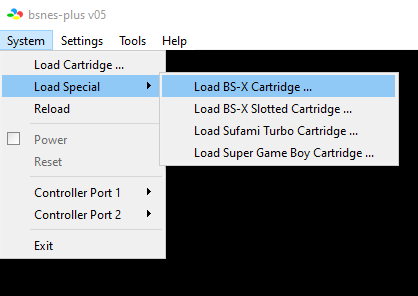 bsnes-plus v05
System Settings Tools Help
Load Cartridge ...
Load Special
Reload
Power
Reset
Controller Port 1
Controller Port 2
Exit
Load BS-X Cartridge ...
Load BS-X Slotted Cartridge ...
Load Sufami Turbo Cartridge ...
Load Super Game Boy Cartridge ...